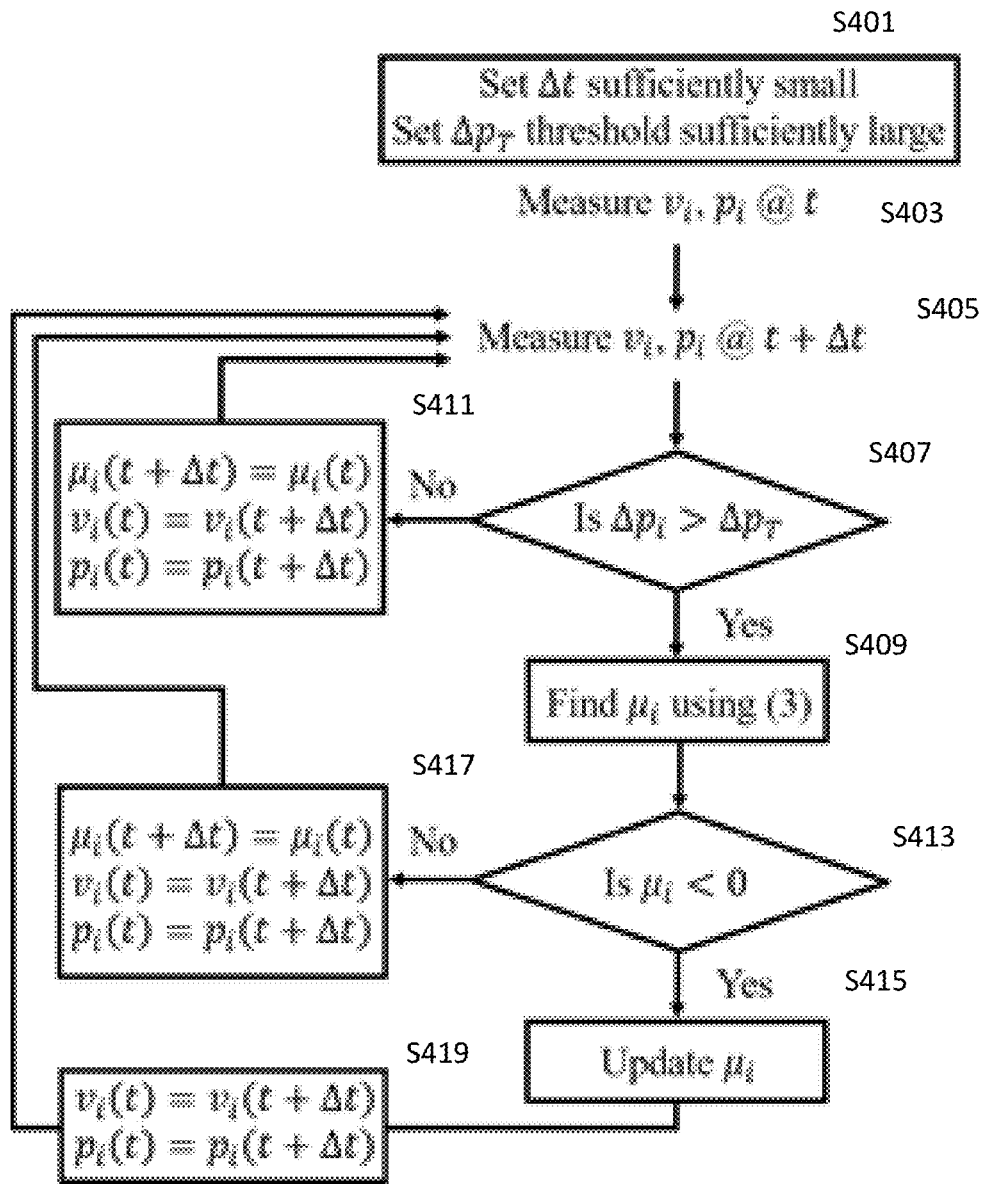 S401
Set Δt sufficiently small
Set Δp_T threshold sufficiently large
Measure v_i, p_i @ t
S403
S405
Measure v_i, p_i @ t + Δt
S411
μ_i(t + Δt) = μ_i(t)
v_i(t) = v_i(t + Δt)
p_i(t) = p_i(t + Δt)
No
S407
Is Δp_i > Δp_T
Yes
S409
Find μ_i using (3)
S417
μ_i(t + Δt) = μ_i(t)
v_i(t) = v_i(t + Δt)
p_i(t) = p_i(t + Δt)
No
S413
Is μ_i < 0
Yes
S415
Update μ_i
S419
v_i(t) = v_i(t + Δt)
p_i(t) = p_i(t + Δt)